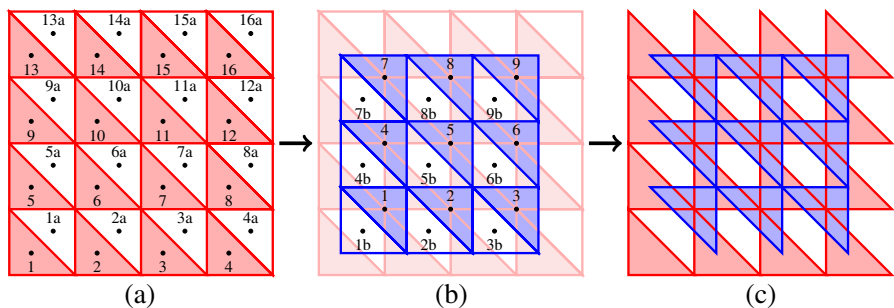 13a 14a 15a 16a
13 14 15 16
9a 10a 11a 12a
9 10 11 12
5a 6a 7a 8a
5 6 7 8
1a 2a 3a 4a
1 2 3 4
(a)
7 8 9
7b 8b 9b
4 5 6
4b 5b 6b
1 2 3
1b 2b 3b
(b)
(c)